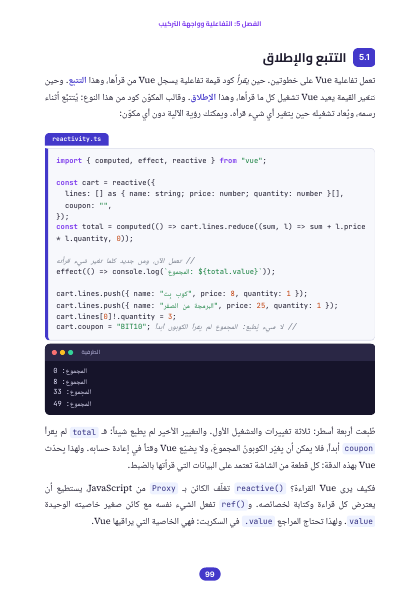 الفصل 5: التفاعلية وواجهة التركيب
5.1 التتبع والإطلاق
تعمل تفاعلية Vue على خطوتين. حين يقرأ كود قيمة تفاعلية يسجل Vue من قرأها، وهذا التتبع. وحين
تتغير القيمة يعيد Vue تشغيل كل ما قرأها، وهذا الإطلاق. وقالب المكوّن كود من هذا النوع: يُتتبَّع أثناء
رسمه، ويُعاد تشغيله حين يتغير أي شيء قرأه. ويمكنك رؤية الآلية دون أي مكوّن:
reactivity.ts
import { computed, effect, reactive } from "vue";
const cart = reactive({
lines: [] as { name: string; price: number; quantity: number }[],
coupon: "",
});
const total = computed(() => cart.lines.reduce((sum, l) => sum + l.price
* l.quantity, 0));
// تعمل الآن، ومن جديد كلما تغير شيء قرأته
effect(() => console.log(`المجموع: ${total.value}`));
cart.lines.push({ name: "كوب بِت", price: 8, quantity: 1 });
cart.lines.push({ name: "البرمجة من الصفر", price: 25, quantity: 1 });
cart.lines[0]!.quantity = 3;
cart.coupon = "BIT10"; // لا شيء يُطبع: المجموع لم يقرأ الكوبون أبداً
الطرفية
المجموع: 0
المجموع: 8
المجموع: 33
المجموع: 49
طُبعت أربعة أسطر: ثلاثة تغييرات والتشغيل الأول. والتغيير الأخير لم يطبع شيئاً: فـ total لم يقرأ
coupon أبداً، فلا يمكن أن يغيّر الكوبونُ المجموعَ، ولا يضيّع Vue وقتاً في إعادة حسابه. ولهذا يحدّث
Vue بهذه الدقة: كل قطعة من الشاشة تعتمد على البيانات التي قرأتها بالضبط.
فكيف يرى Vue القراءة؟ reactive() تغلّف الكائن بـ Proxy من JavaScript، يستطيع أن
يعترض كل قراءة وكتابة لخصائصه. و ref() تفعل الشيء نفسه مع كائن صغير خاصيته الوحيدة
value. ولهذا تحتاج المراجع .value في السكربت: فهي الخاصية التي يراقبها Vue.
99